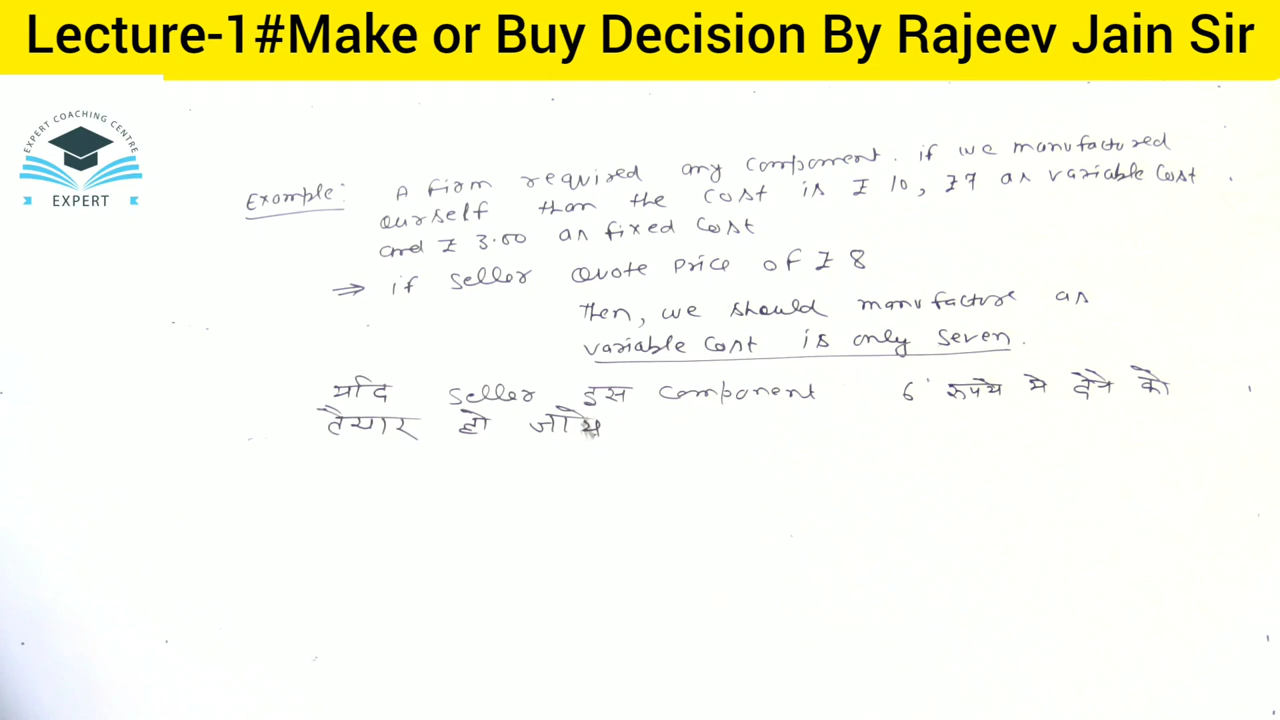 Lecture-1#Make or Buy Decision By Rajeev Jain Sir
EXPERT COACHING CENTRE
EXPERT
Example: A firm required any component. if we manufactured
ourself than the cost is ₹ 10, ₹7 as variable cost.
and ₹ 3.00 as fixed cost
⇒ if seller quote price of ₹ 8
then, we should manufacture as
variable cost is only seven.
यदि seller इस component 6 रूपये मे देने को
तैयार हो जाये